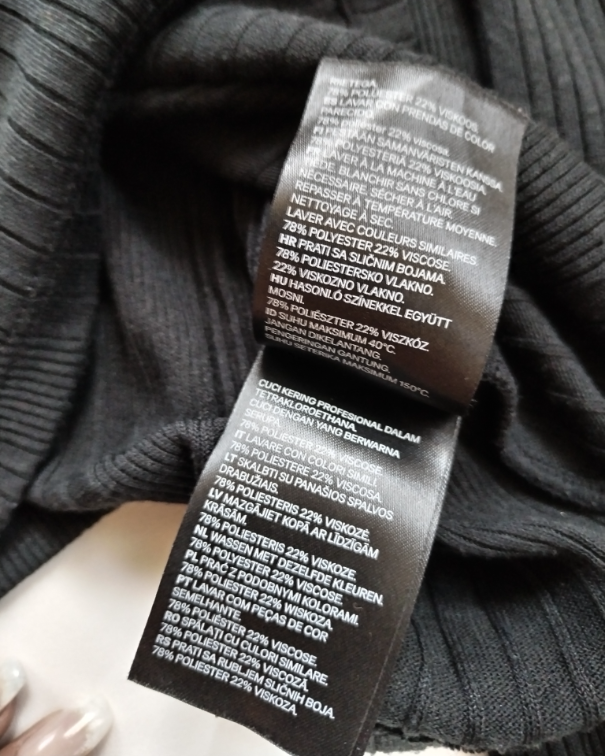 RIIETEGA.
78% POLÜESTER 22% VISKOOS.
ES LAVAR CON PRENDAS DE COLOR
PARECIDO.
78% poliéster 22% viscosa
FI PESTÄÄN SAMANVÄRISTEN KANSSA
78% POLYESTERIÄ 22% VISKOOSIA
LAVER À LA MACHINE À L'EAU
BLANCHIR SANS CHLORE SI
NÉCESSAIRE. SÉCHER À L'AIR.
REPASSER À TEMPÉRATURE MOYENNE.
NETTOYAGE À SEC.
LAVER AVEC COULEURS SIMILAIRES.
78% POLYESTER 22% VISCOSE.
HR PRATI SA SLIČNIM BOJAMA.
78% POLIESTERSKO VLAKNO.
22% VISKOZNO VLAKNO.
HU HASONLÓ SZÍNEKKEL EGYÜTT
MOSNI.
78% POLIÉSZTER 22% VISZKÓZ.
ID SUHU MAKSIMUM 40°C.
JANGAN DIKELANTANG.
PENGERINGAN GANTUNG.
SUHU SETERIKA MAKSIMUM 150°C.
CUCI KERING PROFESIONAL DALAM
TETRAKLOROETHANA.
CUCI DENGAN YANG BERWARNA
SERUPA.
78% POLIESTER 22% VISCOSE.
IT LAVARE CON COLORI SIMILI.
78% POLIESTERE 22% VISCOSA.
LT SKALBTI SU PANAŠIOS SPALVOS
DRABUŽIAIS.
78% POLIESTERIS 22% VISKOZĖ.
LV MAZGĀJIET KOPĀ AR LĪDZĪGĀM
KRĀSĀM.
78% POLIESTERIS 22% VISKOZE.
NL WASSEN MET DEZELFDE KLEUREN.
78% POLYESTER 22% VISCOSE.
PL PRAĆ Z PODOBNYMI KOLORAMI.
78% POLIESTER 22% WISKOZA.
PT LAVAR COM PEÇAS DE COR
SEMELHANTE.
78% POLIÉSTER 22% VISCOSE.
RO SPĂLAȚI CU CULORI SIMILARE.
78% POLIESTER 22% VISCOZĂ.
RS PRATI SA RUBLJEM SLIČNIH BOJA.
78% POLIESTER 22% VISKOZA.